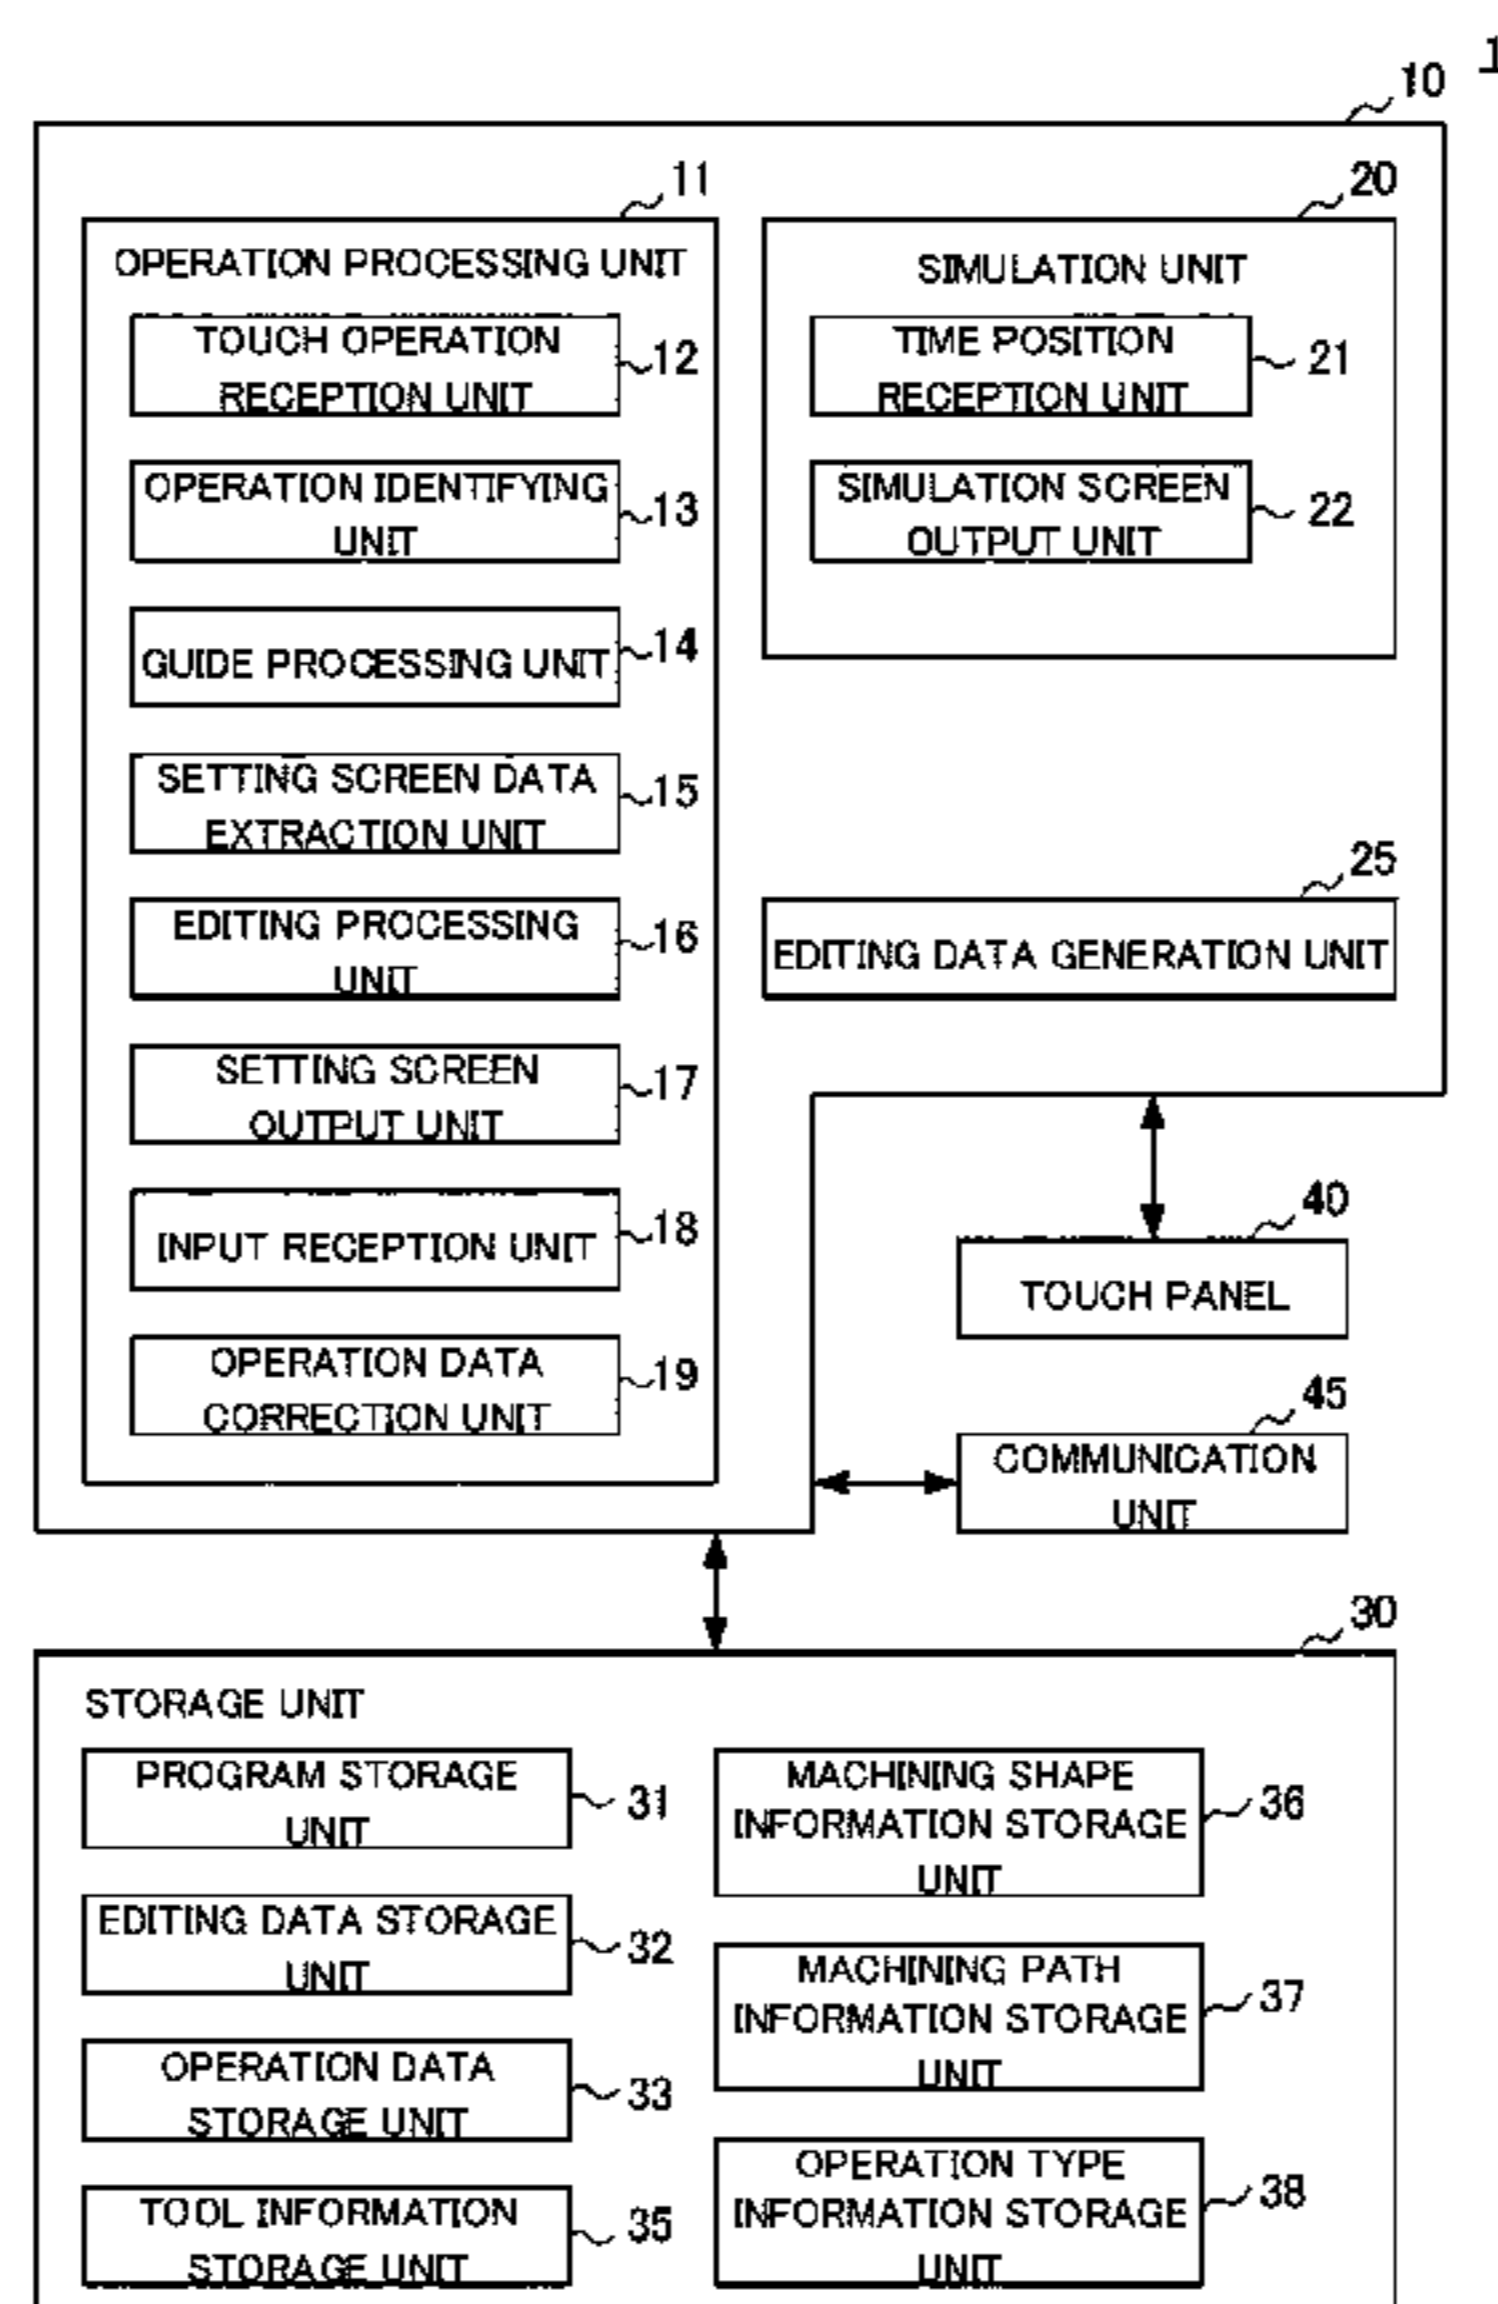 1
10
11
OPERATION PROCESSING UNIT
TOUCH OPERATION
RECEPTION UNIT
12
OPERATION IDENTIFYING
UNIT
13
GUIDE PROCESSING UNIT
14
SETTING SCREEN DATA
EXTRACTION UNIT
15
EDITING PROCESSING
UNIT
16
SETTING SCREEN
OUTPUT UNIT
17
INPUT RECEPTION UNIT
18
OPERATION DATA
CORRECTION UNIT
19
20
SIMULATION UNIT
TIME POSITION
RECEPTION UNIT
21
SIMULATION SCREEN
OUTPUT UNIT
22
25
EDITING DATA GENERATION UNIT
40
TOUCH PANEL
45
COMMUNICATION
UNIT
30
STORAGE UNIT
PROGRAM STORAGE
UNIT
31
EDITING DATA STORAGE
UNIT
32
OPERATION DATA
STORAGE UNIT
33
TOOL INFORMATION
STORAGE UNIT
35
MACHINING SHAPE
INFORMATION STORAGE
UNIT
36
MACHINING PATH
INFORMATION STORAGE
UNIT
37
OPERATION TYPE
INFORMATION STORAGE
UNIT
38